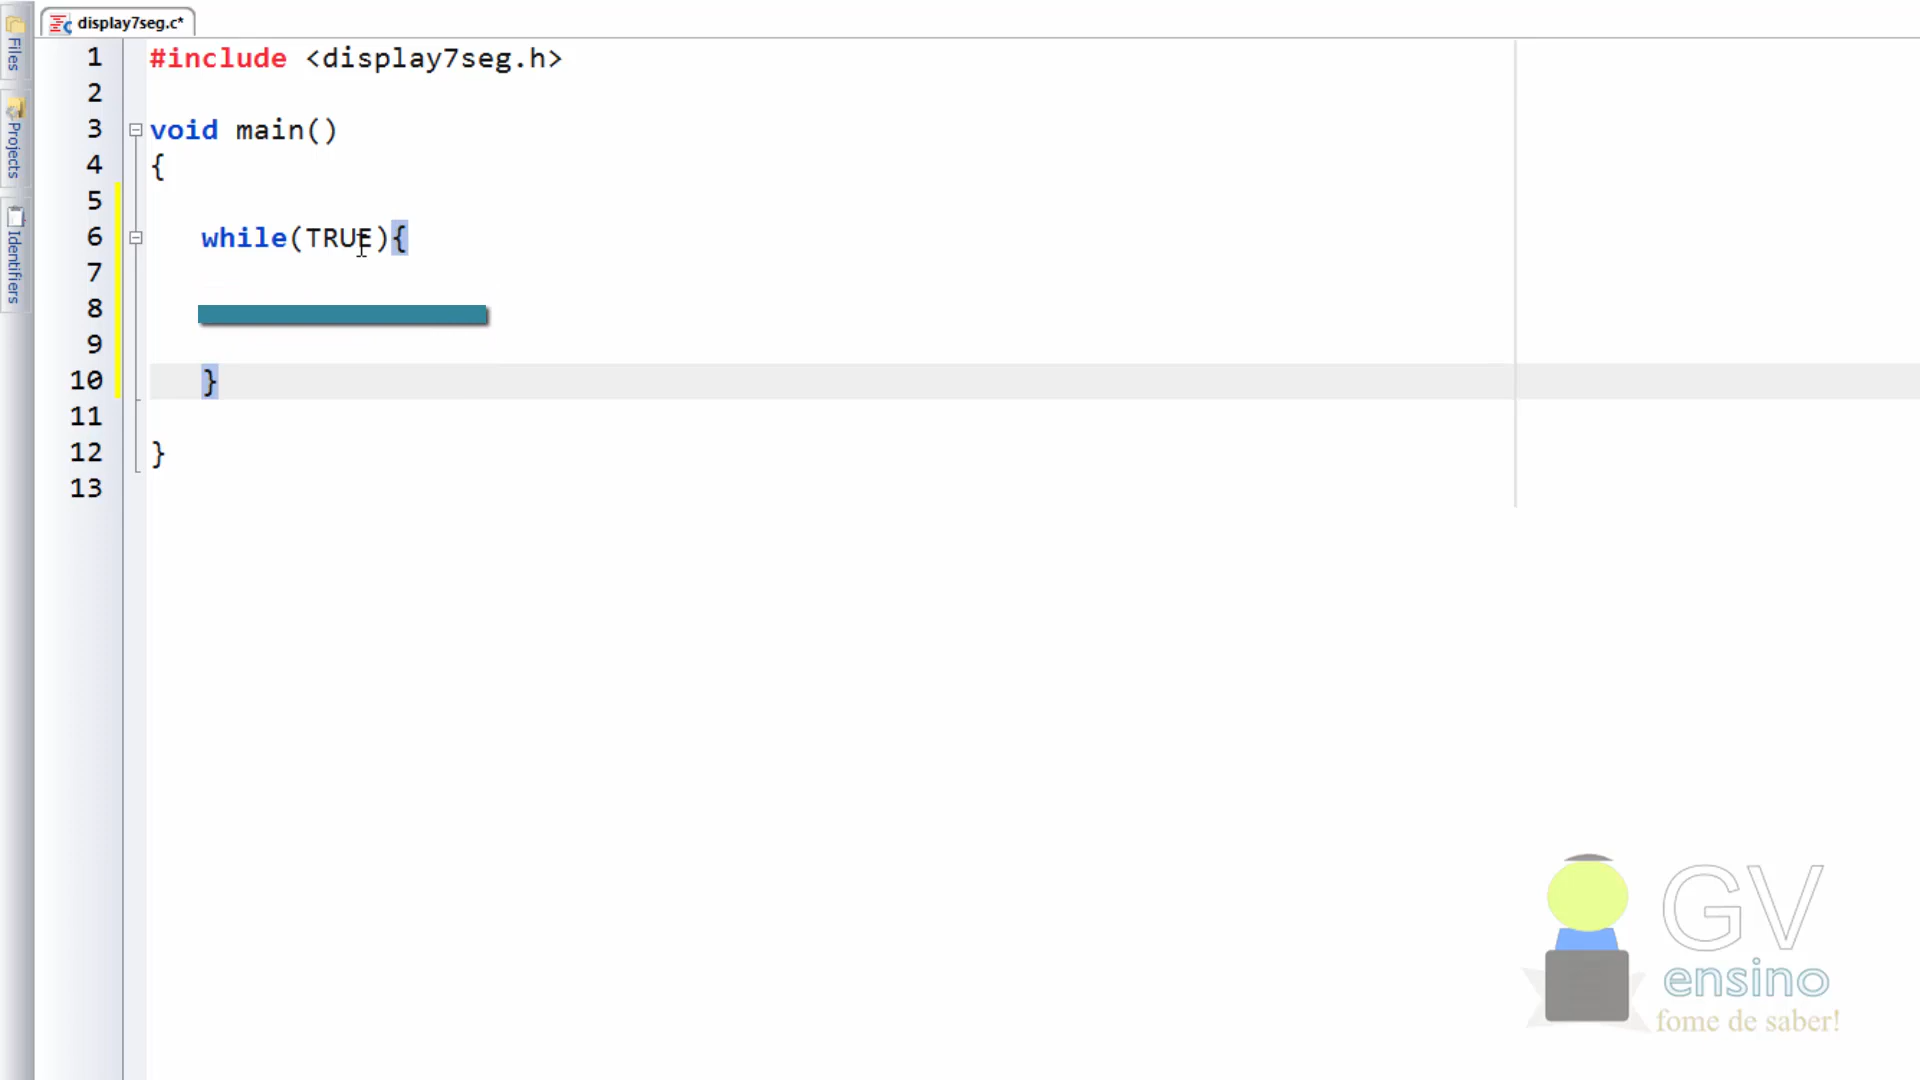 display7seg.c*
Files
Projects
Identifiers
1 #include <display7seg.h>
2
3 void main()
4 {
5
6 while(TRUE){
7
8
9
10 }
11
12 }
13
GV
ensino
fome de saber!